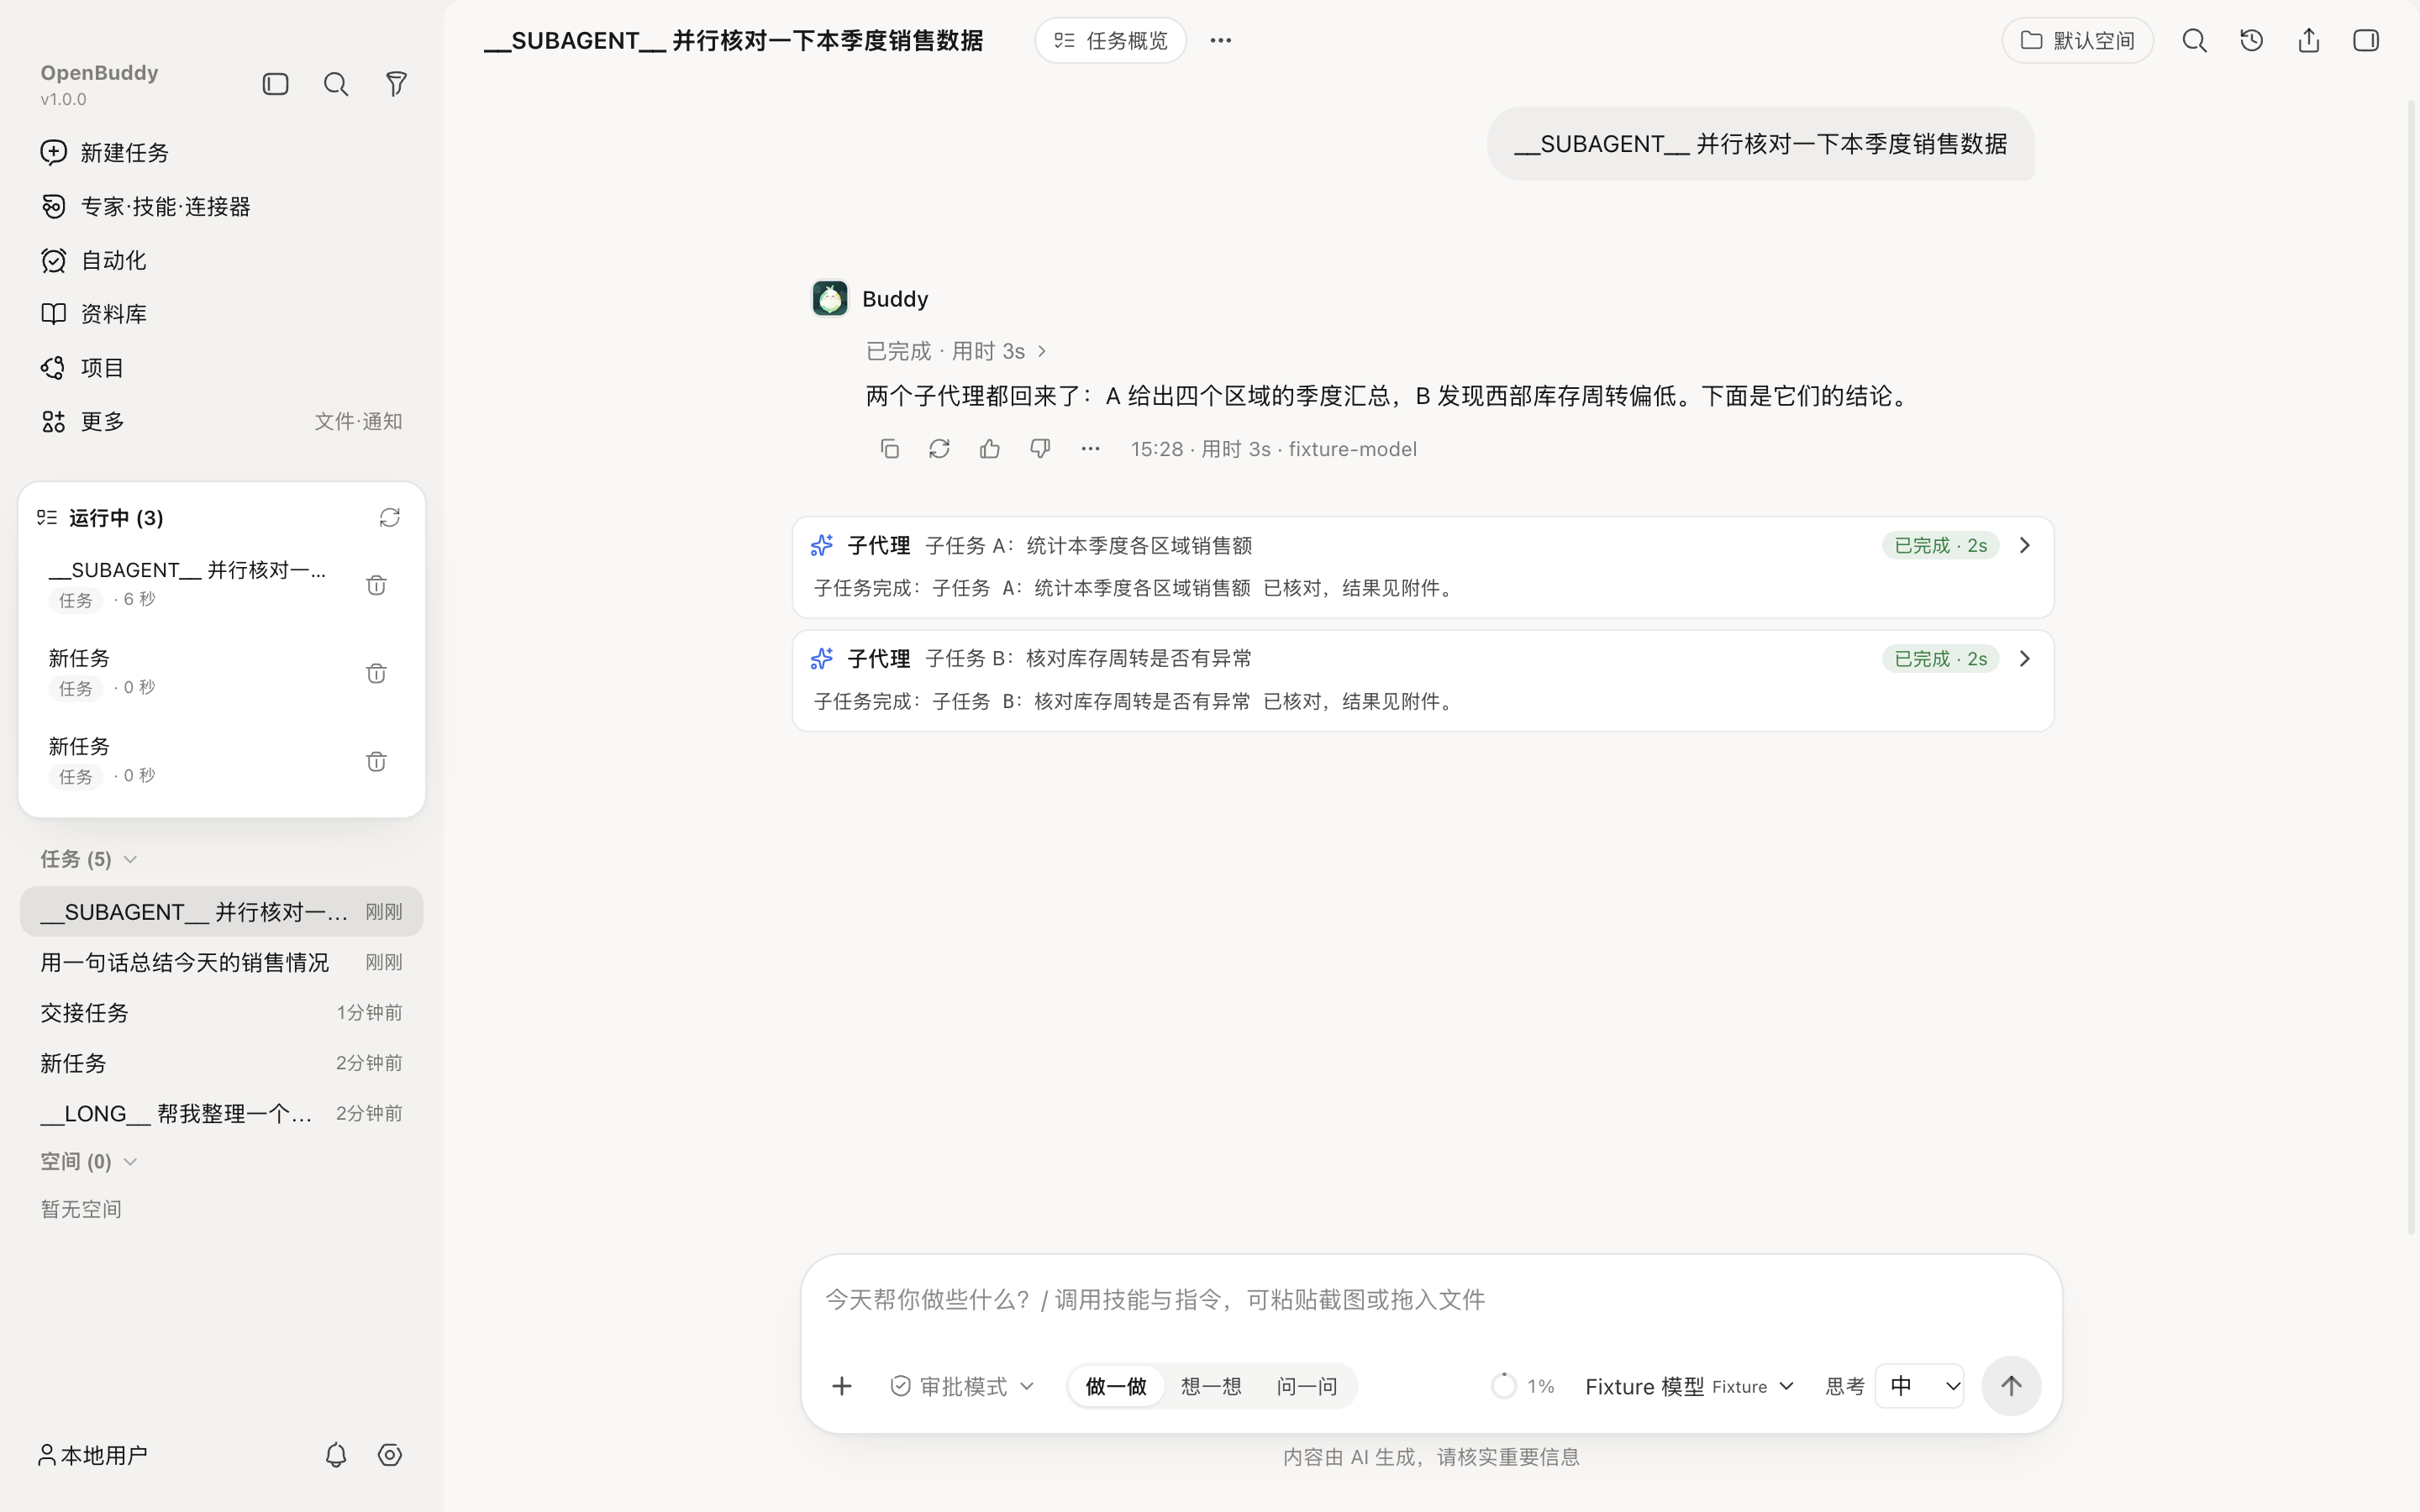 OpenBuddy
v1.0.0
新建任务
专家·技能·连接器
自动化
资料库
项目
更多 文件·通知
运行中 (3)
__SUBAGENT__ 并行核对一...
任务 · 6 秒
新任务
任务 · 0 秒
新任务
任务 · 0 秒
任务 (5)
__SUBAGENT__ 并行核对一... 刚刚
用一句话总结今天的销售情况 刚刚
交接任务 1分钟前
新任务 2分钟前
__LONG__ 帮我整理一个... 2分钟前
空间 (0)
暂无空间
本地用户
__SUBAGENT__ 并行核对一下本季度销售数据 任务概览 默认空间
__SUBAGENT__ 并行核对一下本季度销售数据
Buddy
已完成 · 用时 3s
两个子代理都回来了：A 给出四个区域的季度汇总，B 发现西部库存周转偏低。下面是它们的结论。
15:28 · 用时 3s · fixture-model
子代理 子任务 A：统计本季度各区域销售额 已完成 · 2s
子任务完成：子任务 A：统计本季度各区域销售额 已核对，结果见附件。
子代理 子任务 B：核对库存周转是否有异常 已完成 · 2s
子任务完成：子任务 B：核对库存周转是否有异常 已核对，结果见附件。
今天帮你做些什么？/ 调用技能与指令，可粘贴截图或拖入文件
审批模式 做一做 想一想 问一问 1% Fixture 模型 Fixture 思考 中
内容由 AI 生成，请核实重要信息